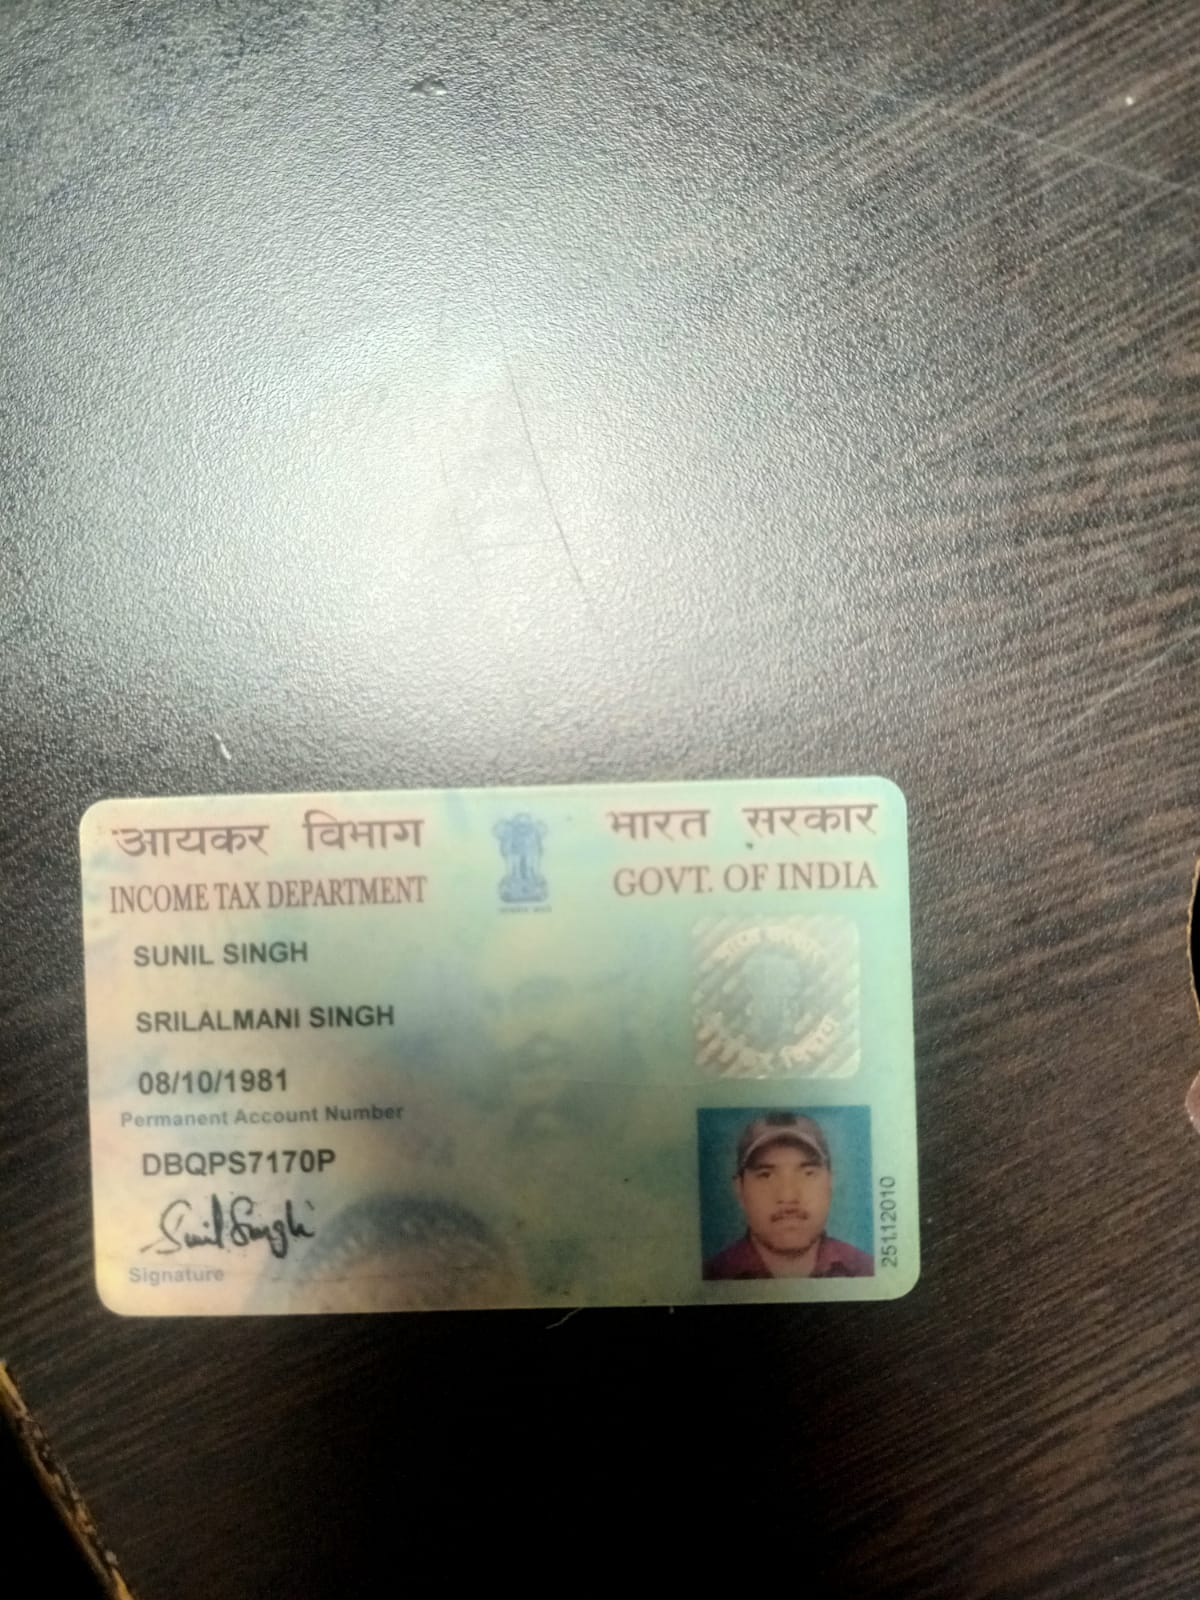 आयकर विभाग
INCOME TAX DEPARTMENT
भारत सरकार
GOVT. OF INDIA
SUNIL SINGH
SRILALMANI SINGH
08/10/1981
Permanent Account Number
DBQPS7170P
Sunil Singh
Signature
25112010